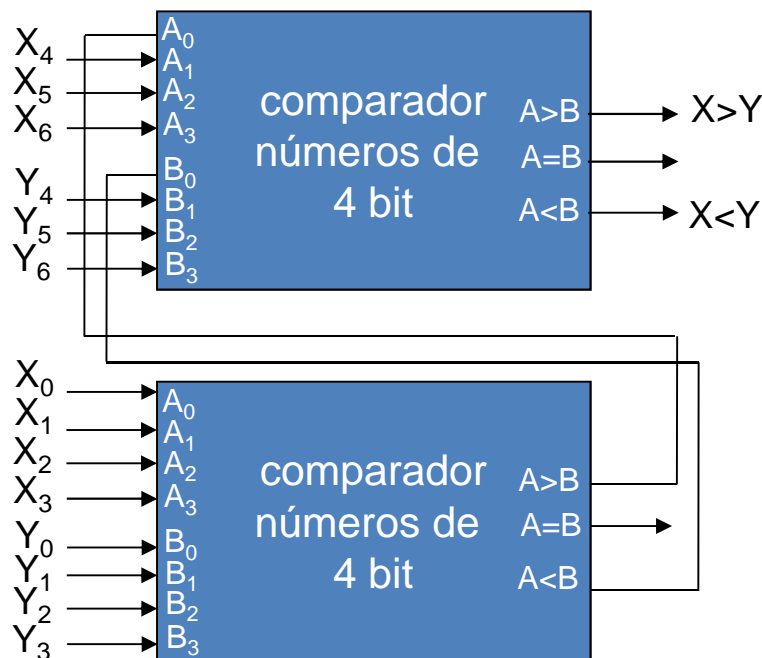 X₄
X₅
X₆
Y₄
Y₅
Y₆
A₀
A₁
A₂
A₃
B₀
B₁
B₂
B₃
comparador
números de
4 bit
A>B
A=B
A<B
X>Y
X<Y
X₀
X₁
X₂
X₃
Y₀
Y₁
Y₂
Y₃
A₀
A₁
A₂
A₃
B₀
B₁
B₂
B₃
comparador
números de
4 bit
A>B
A=B
A<B